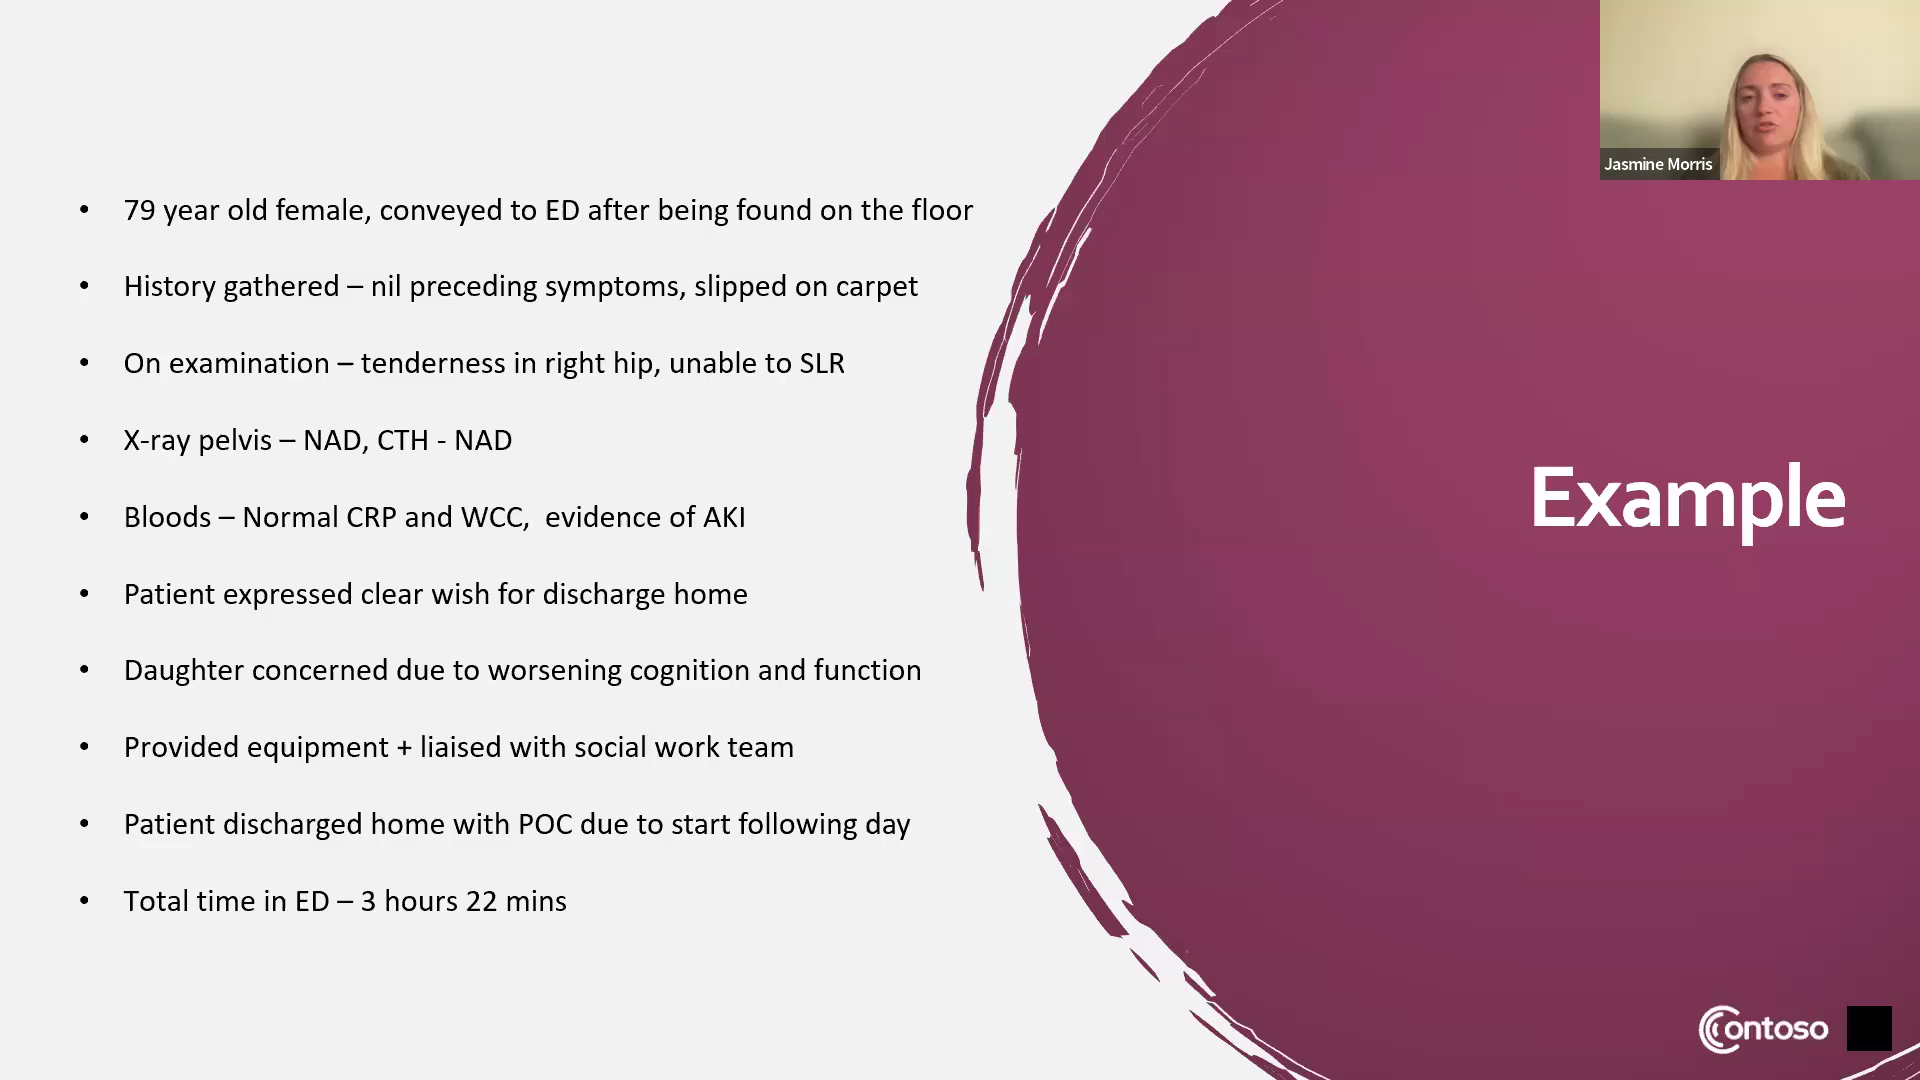 Jasmine Morris
• 79 year old female, conveyed to ED after being found on the floor
• History gathered – nil preceding symptoms, slipped on carpet
• On examination – tenderness in right hip, unable to SLR
• X-ray pelvis – NAD, CTH - NAD
• Bloods – Normal CRP and WCC,  evidence of AKI
• Patient expressed clear wish for discharge home
• Daughter concerned due to worsening cognition and function
• Provided equipment + liaised with social work team
• Patient discharged home with POC due to start following day
• Total time in ED – 3 hours 22 mins
Example
Contoso